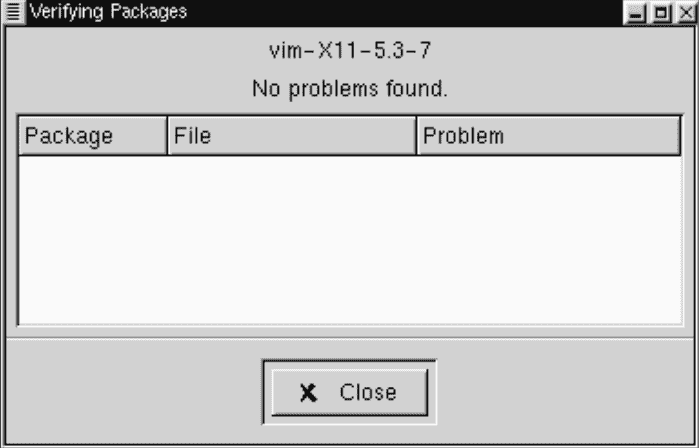 Verifying Packages
vim-X11-5.3-7
No problems found.
Package File Problem
Close